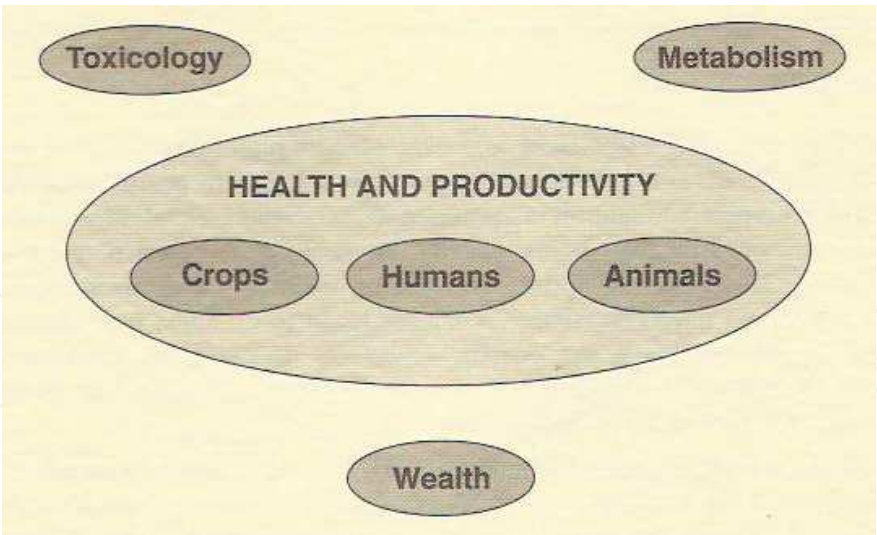 Toxicology
Metabolism
HEALTH AND PRODUCTIVITY
Crops
Humans
Animals
Wealth